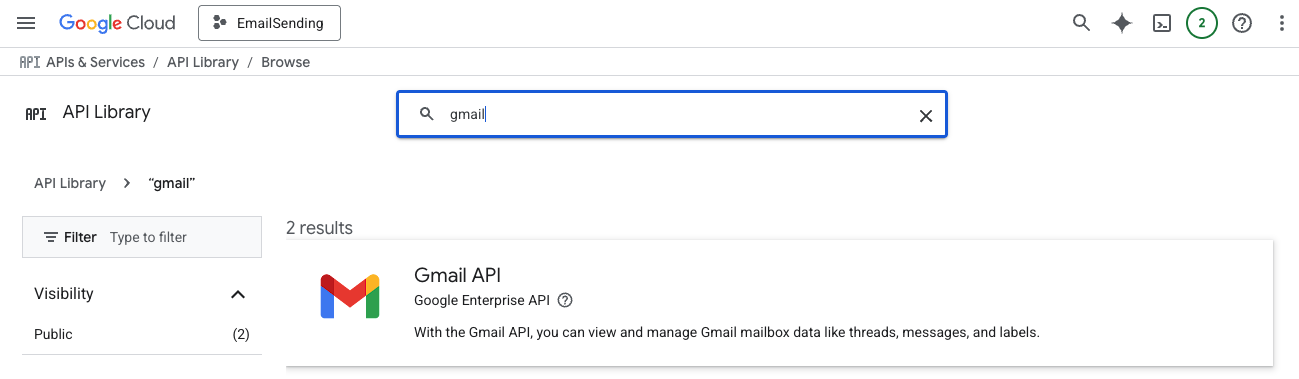 Google Cloud EmailSending 2
API APIs & Services / API Library / Browse
API API Library gmail
API Library > “gmail”
Filter Type to filter
2 results
Gmail API
Google Enterprise API
With the Gmail API, you can view and manage Gmail mailbox data like threads, messages, and labels.
Visibility
Public (2)